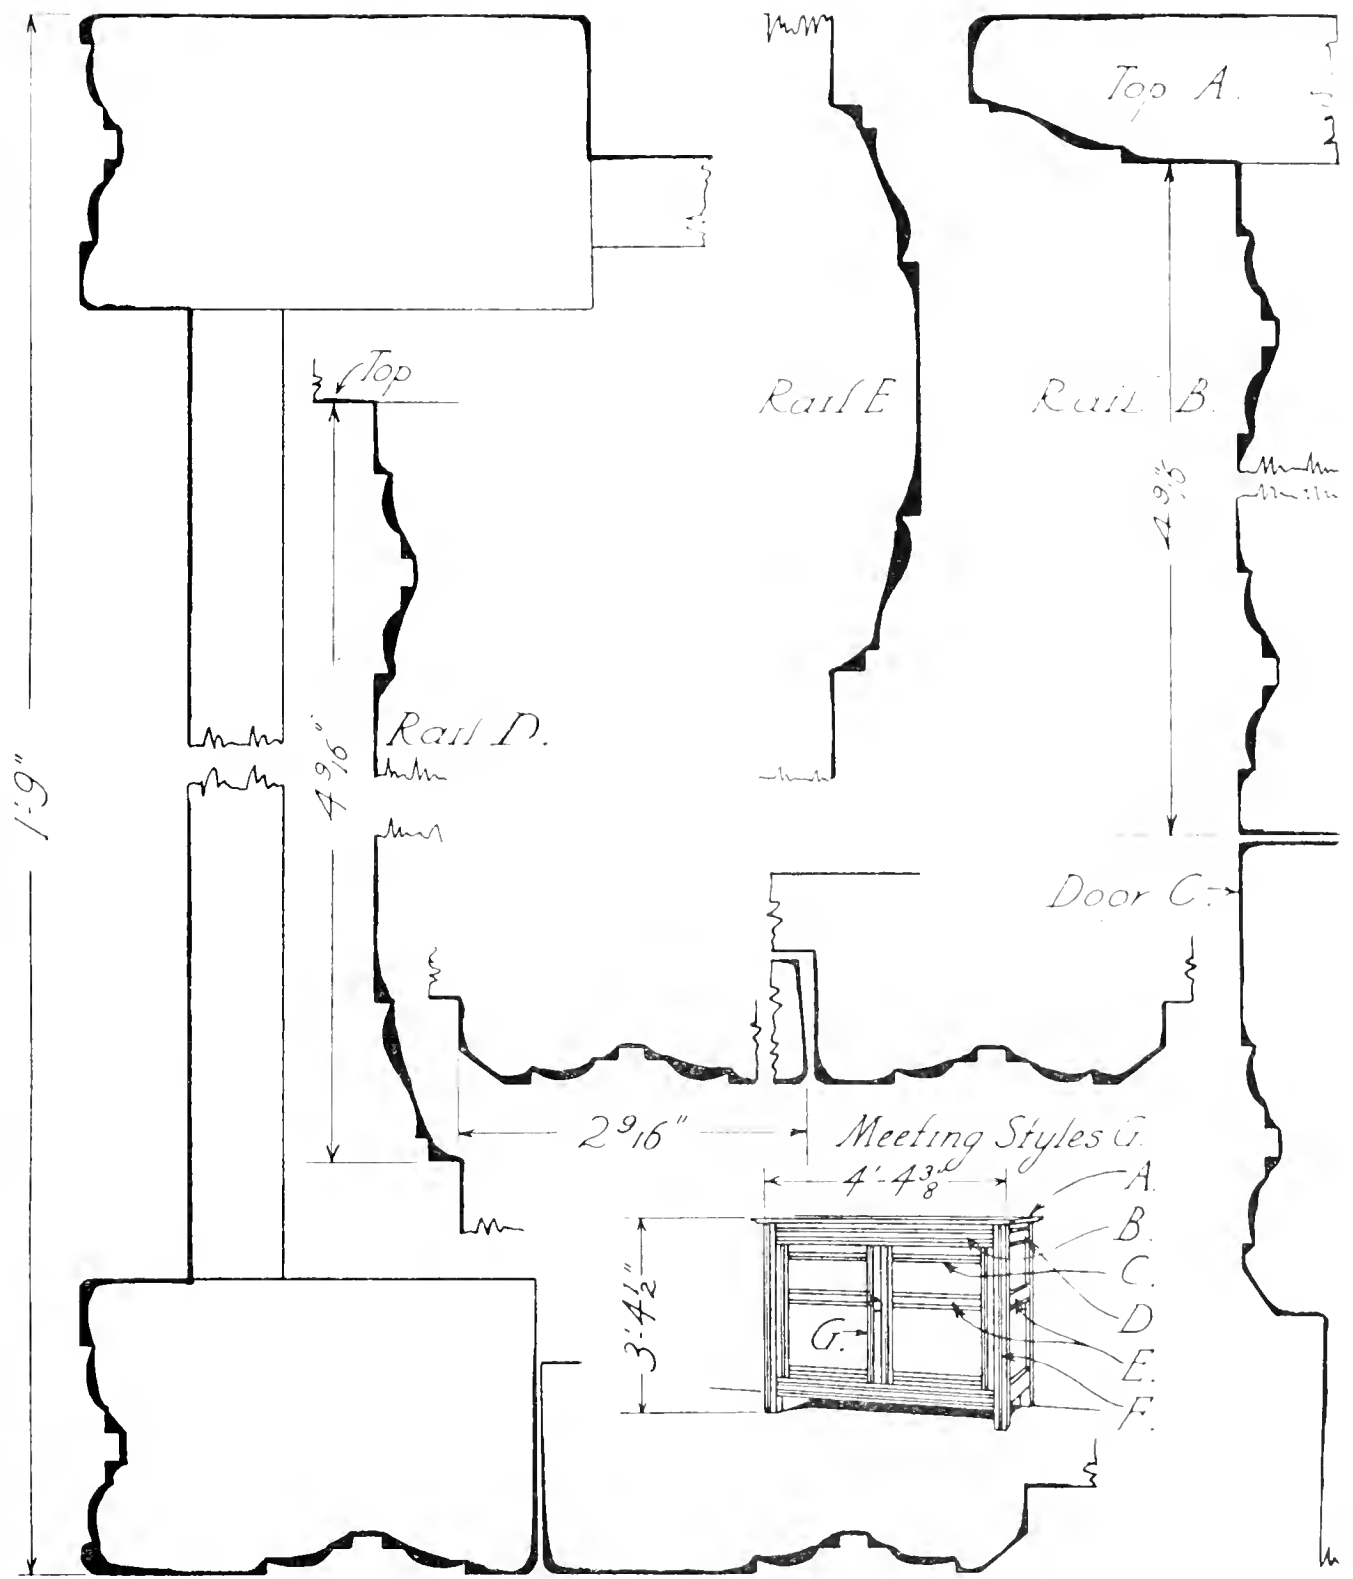 Top A.
Top
Rail E
Rail B.
4 9/16"
Rail D.
4 9/16"
1'-9"
Door C.
2 9/16"
Meeting Styles G.
4'-4 3/8"
A.
B.
C.
D
E.
F.
G.
3'-4 1/2"